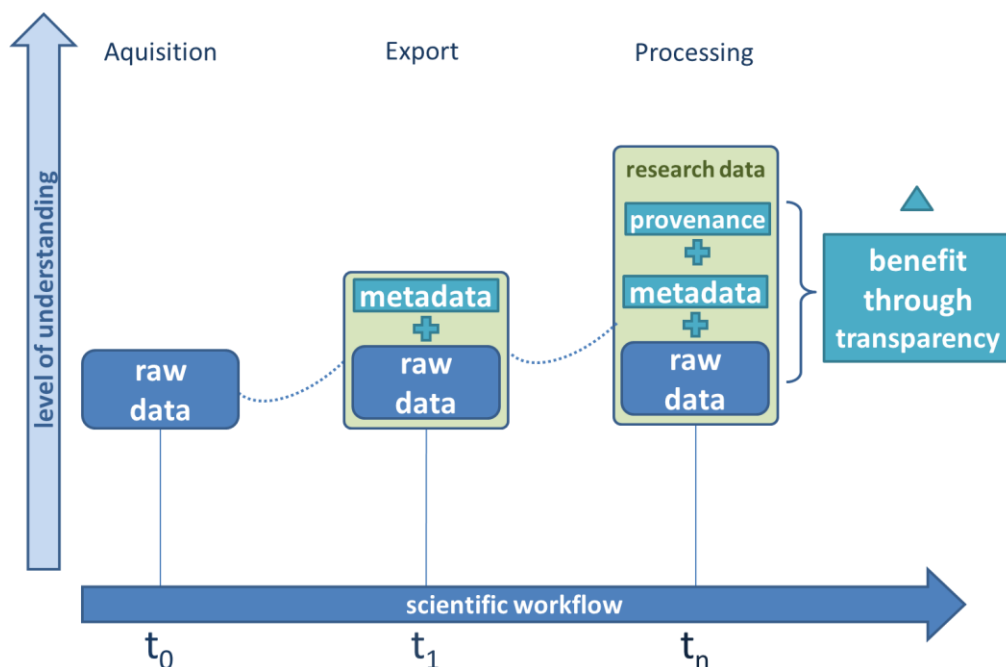 Aquisition
Export
Processing
level of understanding
raw
data
metadata
raw
data
research data
provenance
metadata
raw
data
benefit
through
transparency
scientific workflow
t0
t1
tn